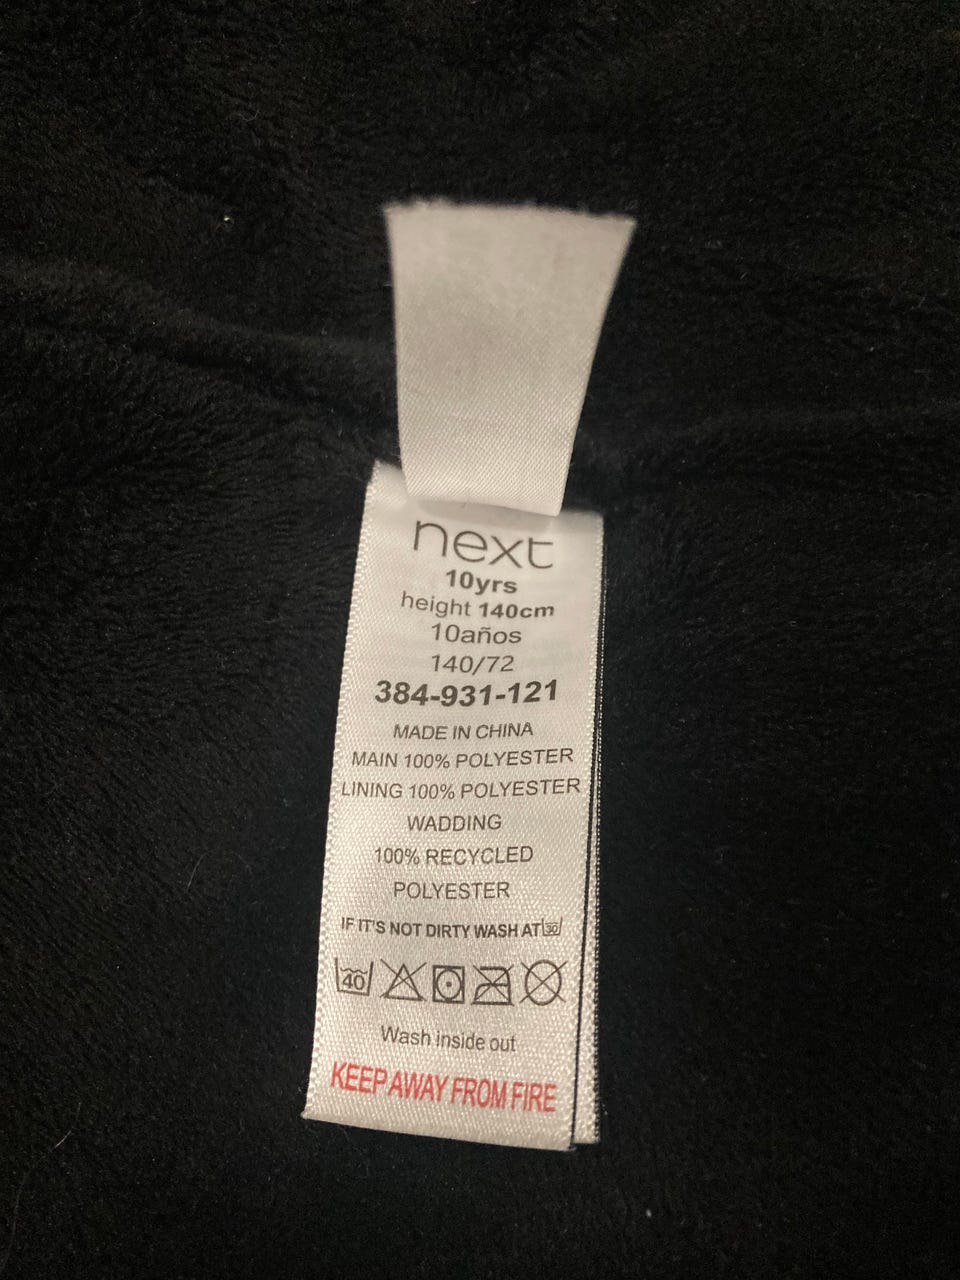 next
10yrs
height 140cm
10años
140/72
384-931-121
MADE IN CHINA
MAIN 100% POLYESTER
LINING 100% POLYESTER
WADDING
100% RECYCLED
POLYESTER
IF IT'S NOT DIRTY WASH AT 30
40
Wash inside out
KEEP AWAY FROM FIRE